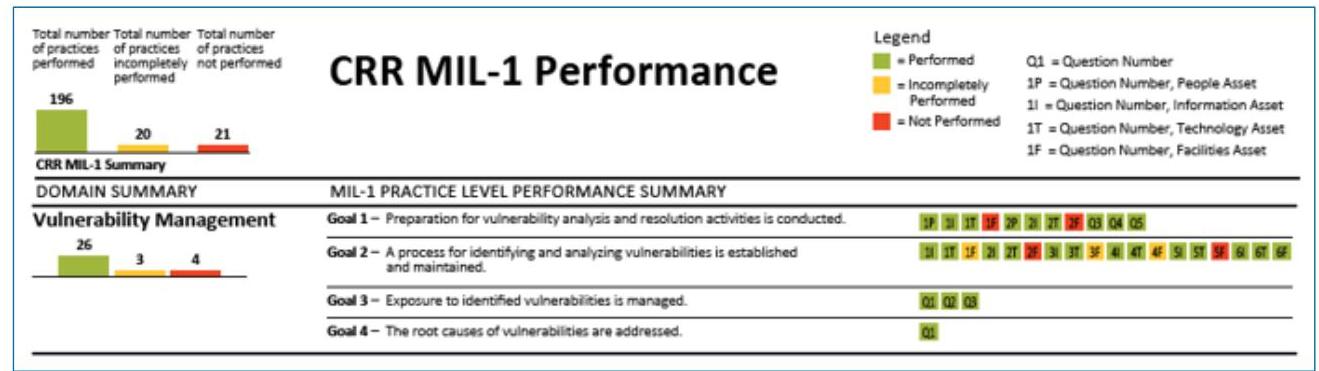 Total number of practices performed
Total number of practices incompletely performed
Total number of practices not performed
196
20
21
CRR MIL-1 Summary
CRR MIL-1 Performance
Legend
= Performed
= Incompletely
Performed
= Not Performed
Q1 = Question Number
1P = Question Number, People Asset
1I = Question Number, Information Asset
1T = Question Number, Technology Asset
1F = Question Number, Facilities Asset
DOMAIN SUMMARY
MIL-1 PRACTICE LEVEL PERFORMANCE SUMMARY
Vulnerability Management
26
3
4
Goal 1 – Preparation for vulnerability analysis and resolution activities is conducted.
1P 1I 1T 1F 2P 2I 2T 2F Q3 Q4 Q5
Goal 2 – A process for identifying and analyzing vulnerabilities is established
and maintained.
1I 1T 1F 2I 2T 2F 3I 3T 3F 4I 4T 4F 5I 5T 5F 6I 6T 6F
Goal 3 – Exposure to identified vulnerabilities is managed.
Q1 Q2 Q3
Goal 4 – The root causes of vulnerabilities are addressed.
Q1